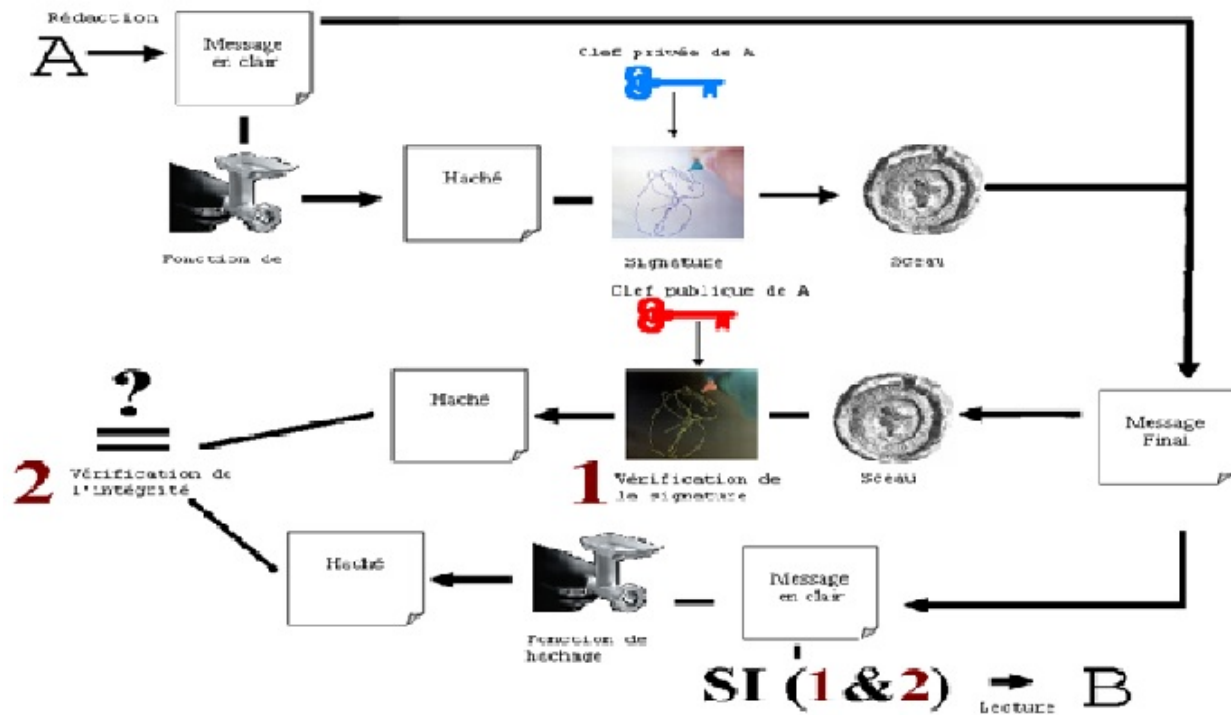 Rédaction
A
Message
en clair
Clef privée de A
Haché
Fonction de
Signature
Sceau
Clef publique de A
?
Haché
Message
Final
2
Vérification de
l'intégrité
1
Vérification de
la signature
Sceau
Haché
Message
en clair
Fonction de
hachage
SI (1 & 2)
Lecture
B